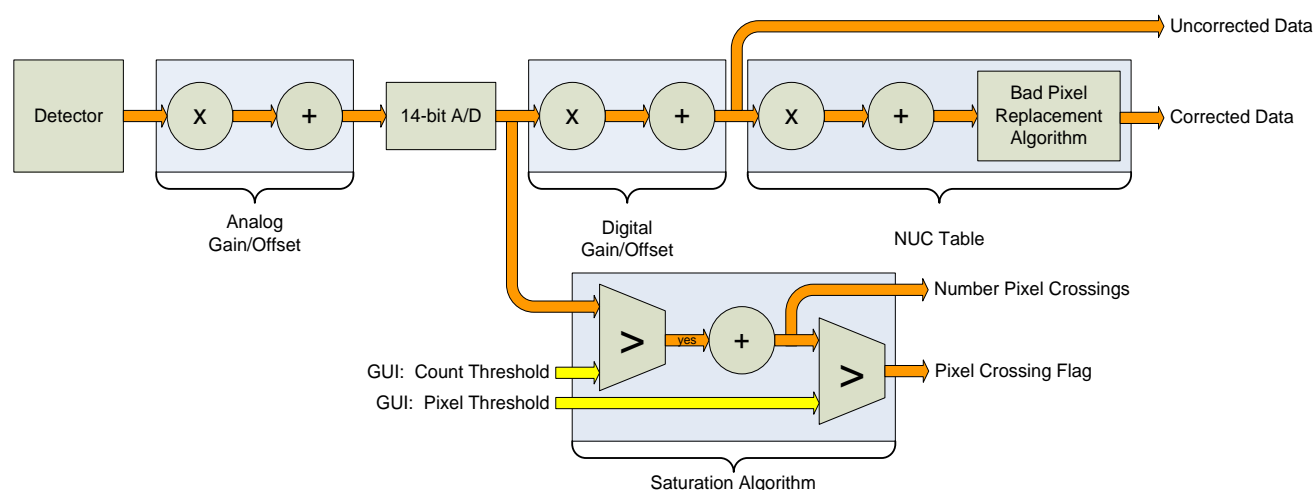 Uncorrected Data
Detector
x
+
14-bit A/D
x
+
x
+
Bad Pixel
Replacement
Algorithm
Corrected Data
Analog
Gain/Offset
Digital
Gain/Offset
NUC Table
>
yes
+
>
Number Pixel Crossings
GUI: Count Threshold
GUI: Pixel Threshold
Pixel Crossing Flag
Saturation Algorithm